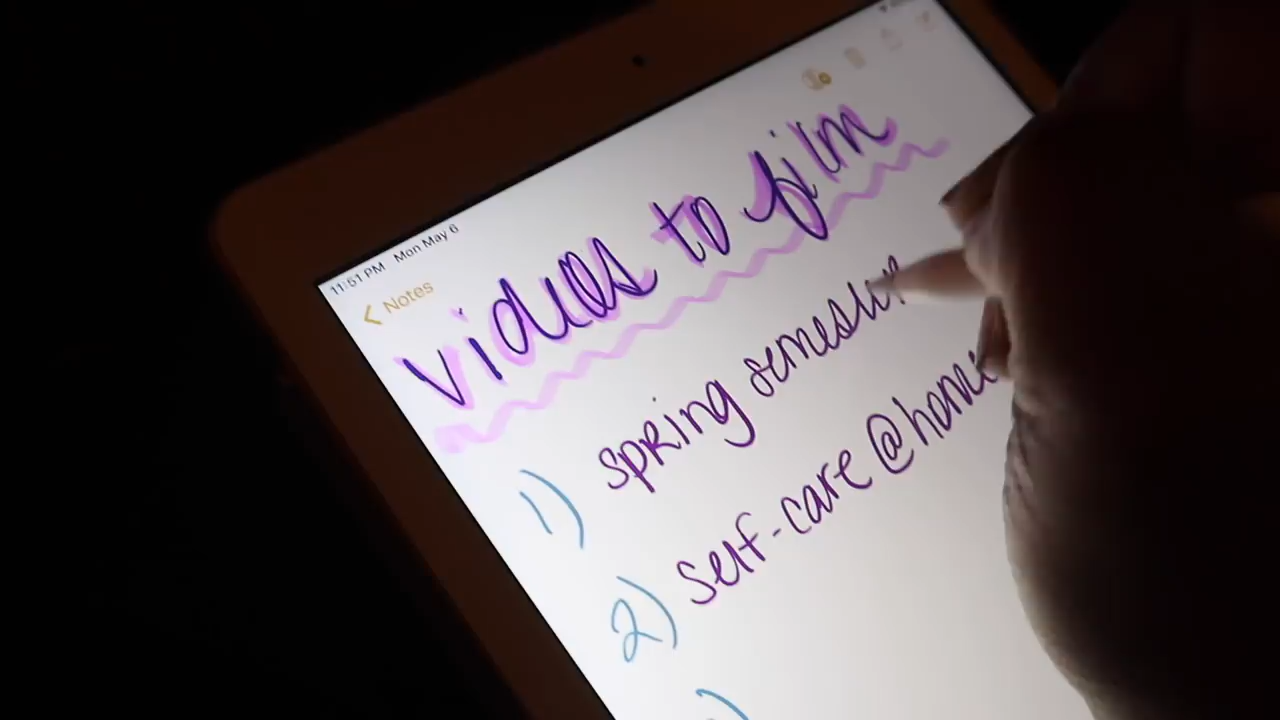 11:51 PM Mon May 6
Notes
videos to film
1) spring semester
2) self-care @home